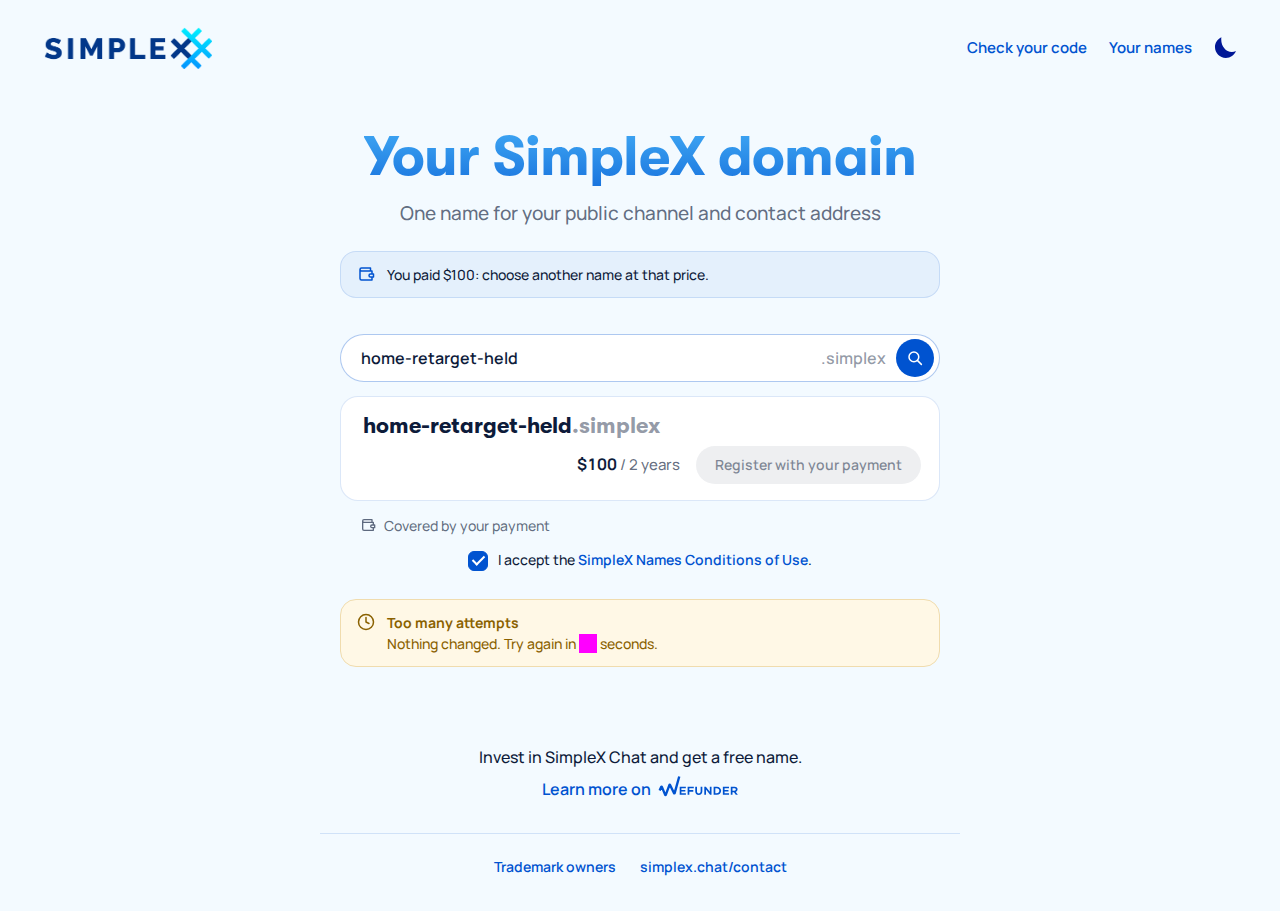 SIMPLEX
Check your code
Your names
Your SimpleX domain
One name for your public channel and contact address
You paid $100: choose another name at that price.
home-retarget-held
.simplex
home-retarget-held.simplex
$100 / 2 years
Register with your payment
Covered by your payment
I accept the SimpleX Names Conditions of Use.
Too many attempts
Nothing changed. Try again in seconds.
Invest in SimpleX Chat and get a free name.
Learn more on WEFUNDER
Trademark owners
simplex.chat/contact